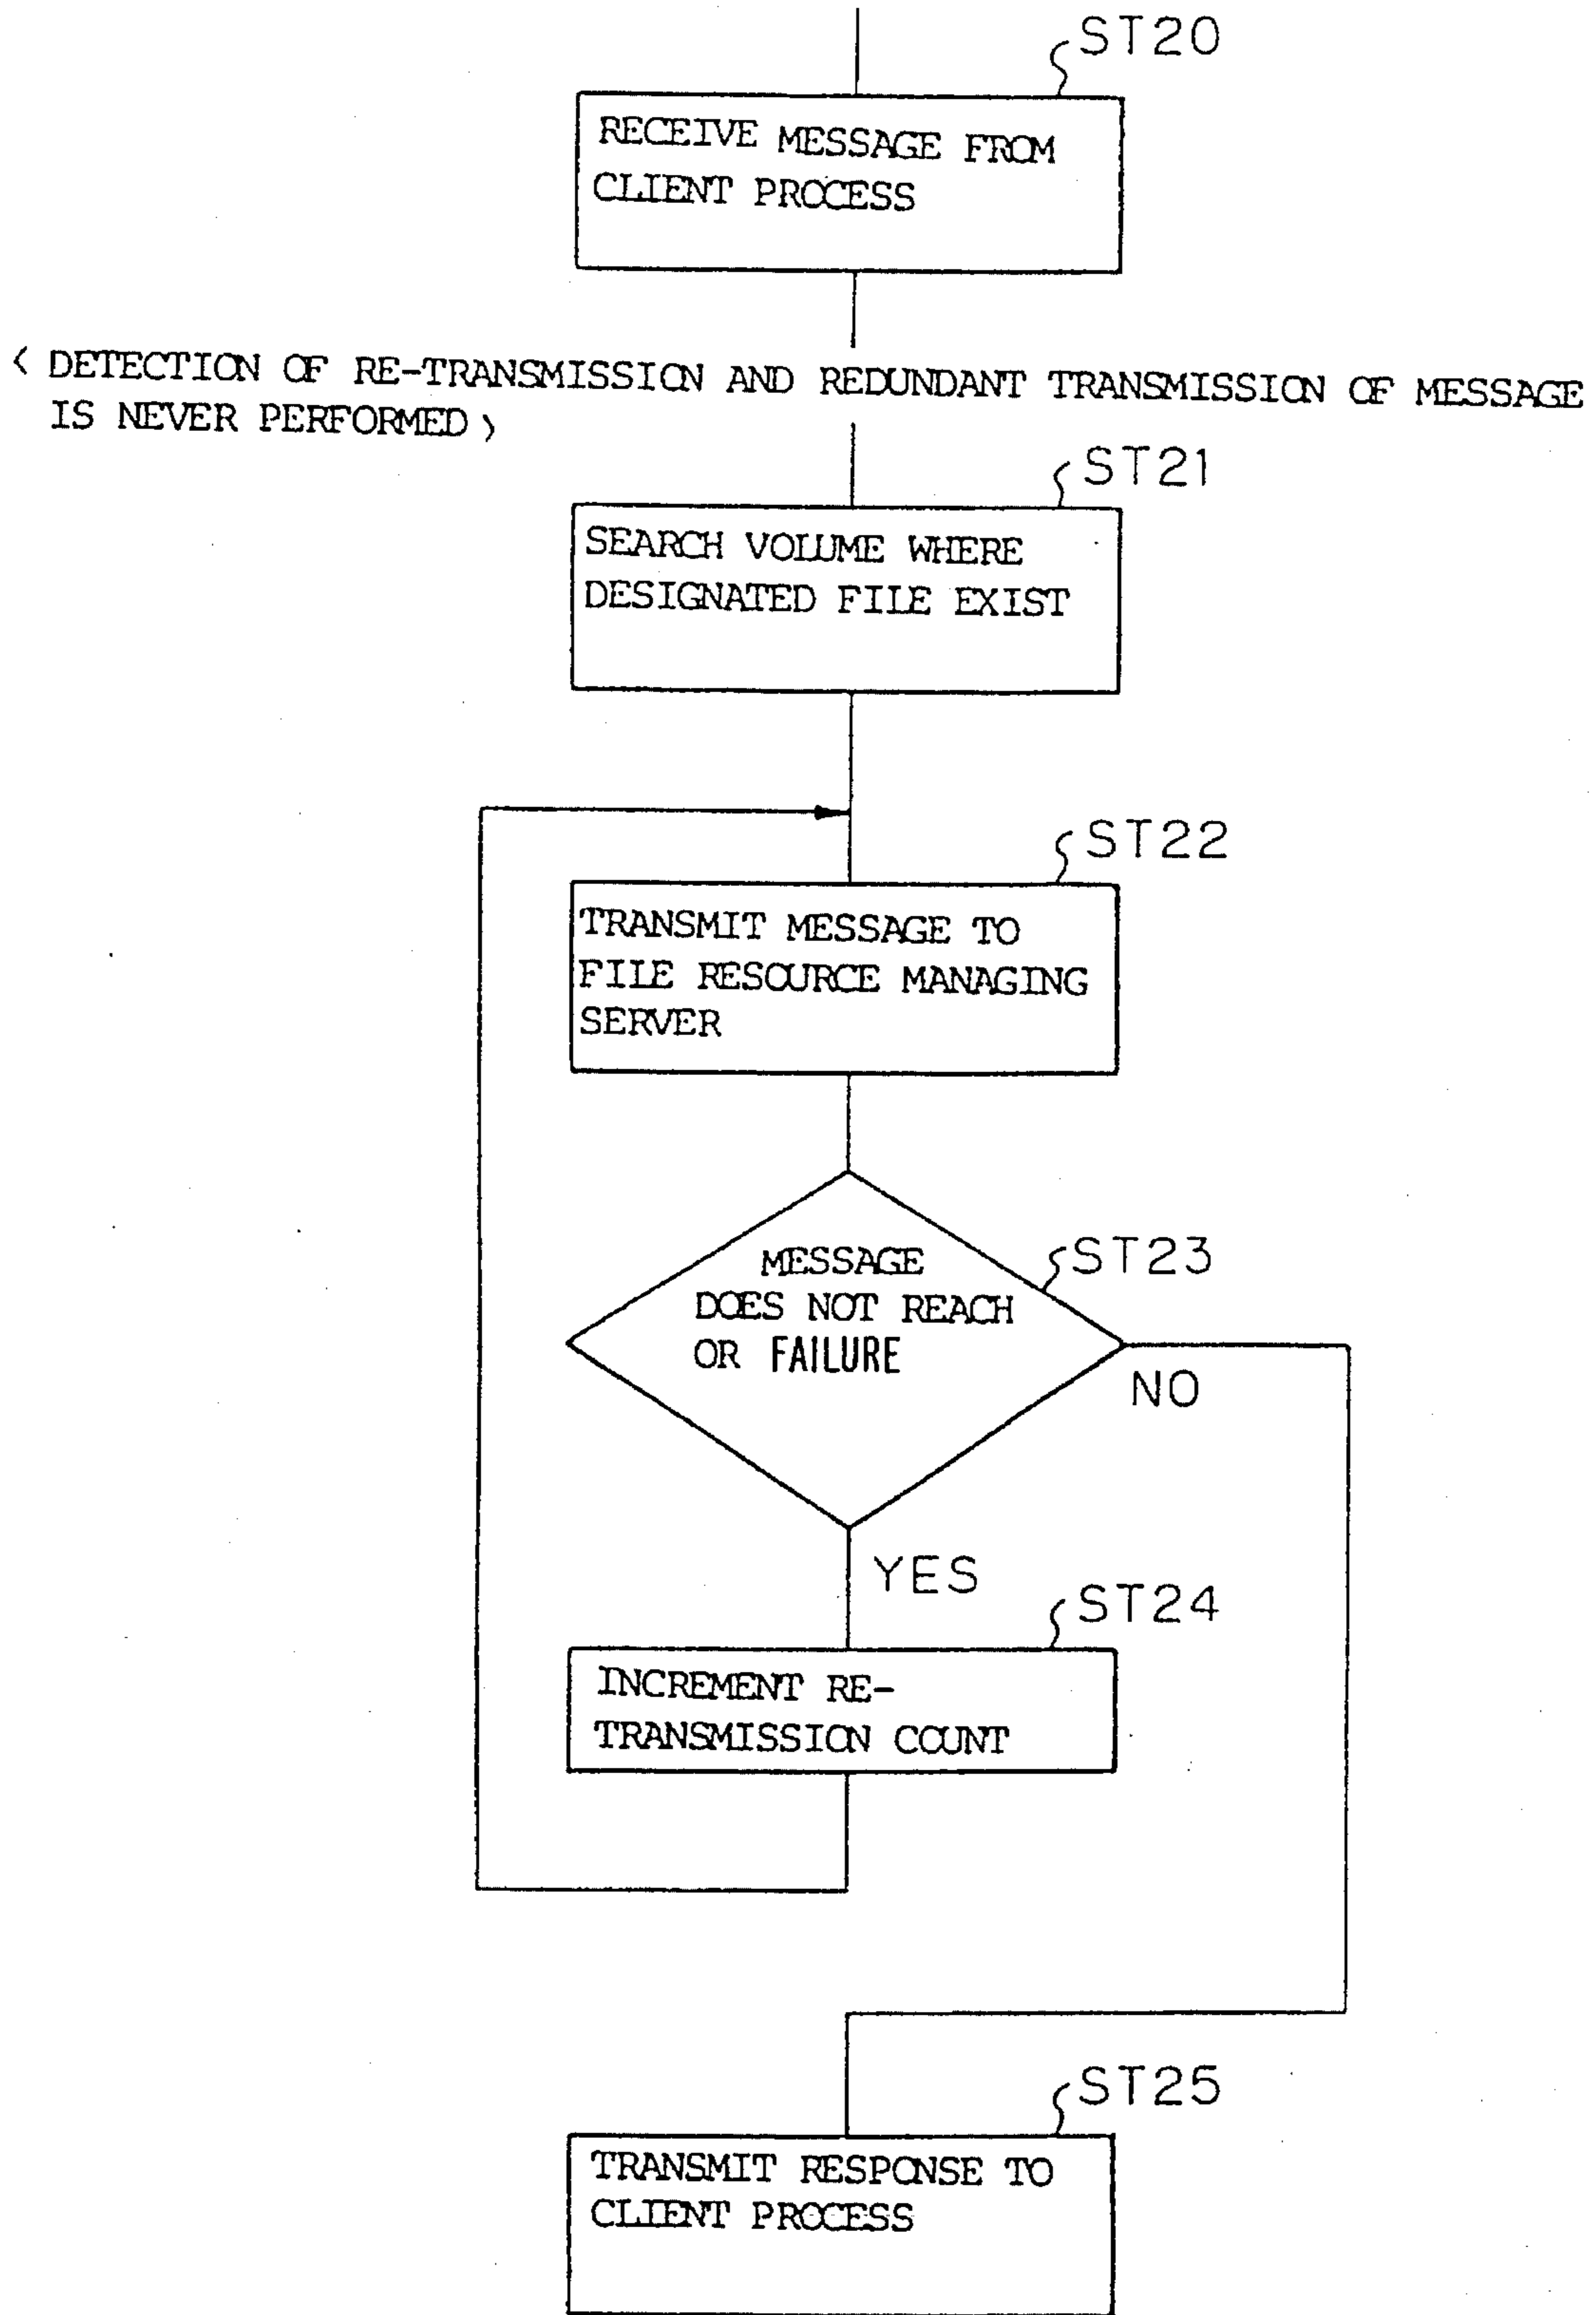 ST20
RECEIVE MESSAGE FROM
CLIENT PROCESS
< DETECTION OF RE-TRANSMISSION AND REDUNDANT TRANSMISSION OF MESSAGE
IS NEVER PERFORMED >
ST21
SEARCH VOLUME WHERE
DESIGNATED FILE EXIST
ST22
TRANSMIT MESSAGE TO
FILE RESOURCE MANAGING
SERVER
MESSAGE
ST23
DOES NOT REACH
OR FAILURE
NO
YES
ST24
INCREMENT RE-
TRANSMISSION COUNT
ST25
TRANSMIT RESPONSE TO
CLIENT PROCESS